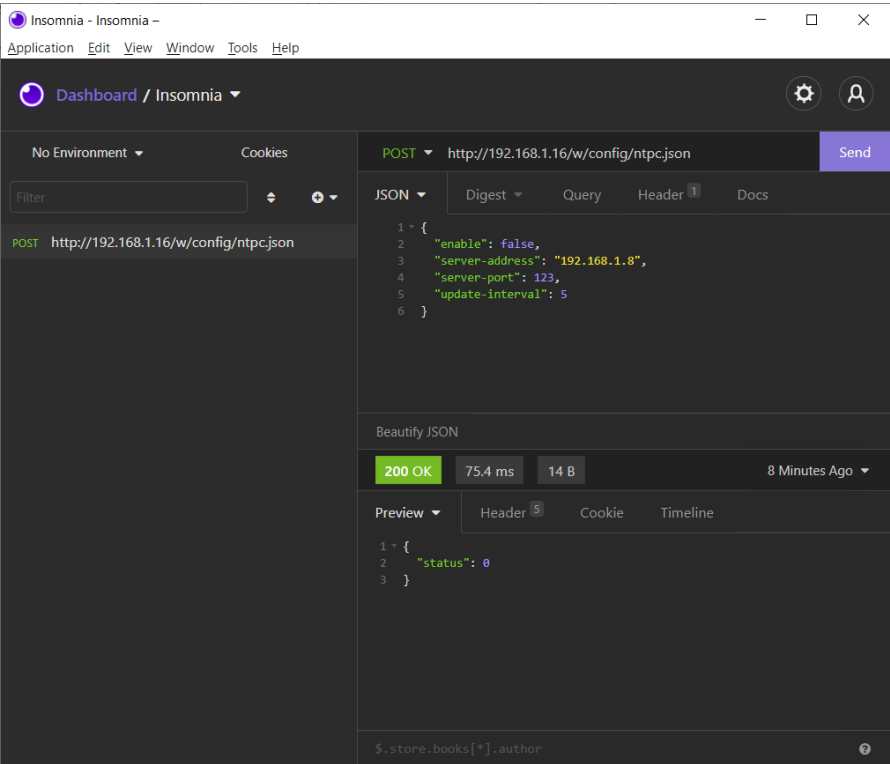 Insomnia - Insomnia –
Application Edit View Window Tools Help
Dashboard / Insomnia
No Environment Cookies
Filter
POST http://192.168.1.16/w/config/ntpc.json
POST http://192.168.1.16/w/config/ntpc.json Send
JSON Digest Query Header 1 Docs
1 {
2 "enable": false,
3 "server-address": "192.168.1.8",
4 "server-port": 123,
5 "update-interval": 5
6 }
Beautify JSON
200 OK 75.4 ms 14 B 8 Minutes Ago
Preview Header 5 Cookie Timeline
1 {
2 "status": 0
3 }
$.store.books[*].author